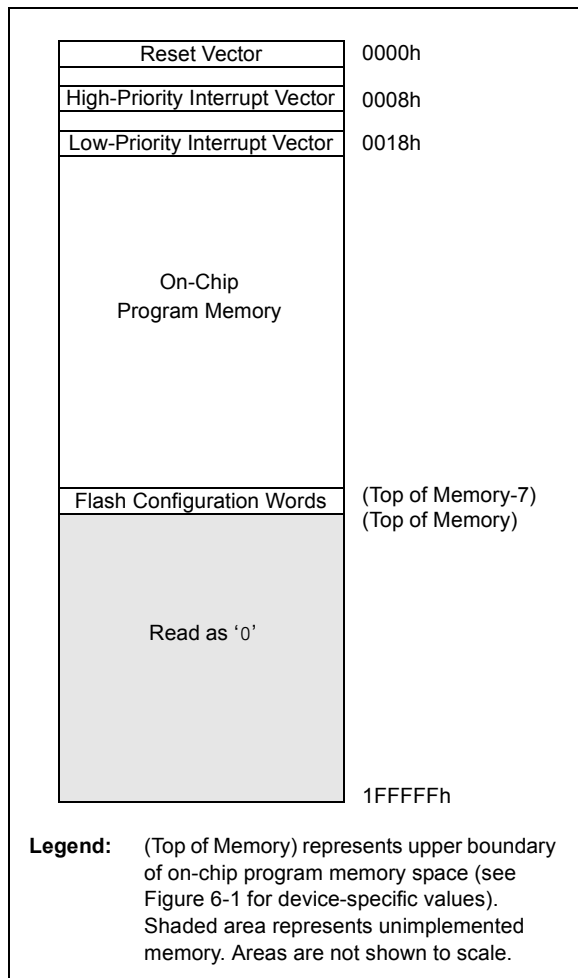 Reset Vector 0000h
High-Priority Interrupt Vector 0008h
Low-Priority Interrupt Vector 0018h
On-Chip
Program Memory
Flash Configuration Words (Top of Memory-7)
(Top of Memory)
Read as ‘0’
1FFFFFh
Legend: (Top of Memory) represents upper boundary
of on-chip program memory space (see
Figure 6-1 for device-specific values).
Shaded area represents unimplemented
memory. Areas are not shown to scale.